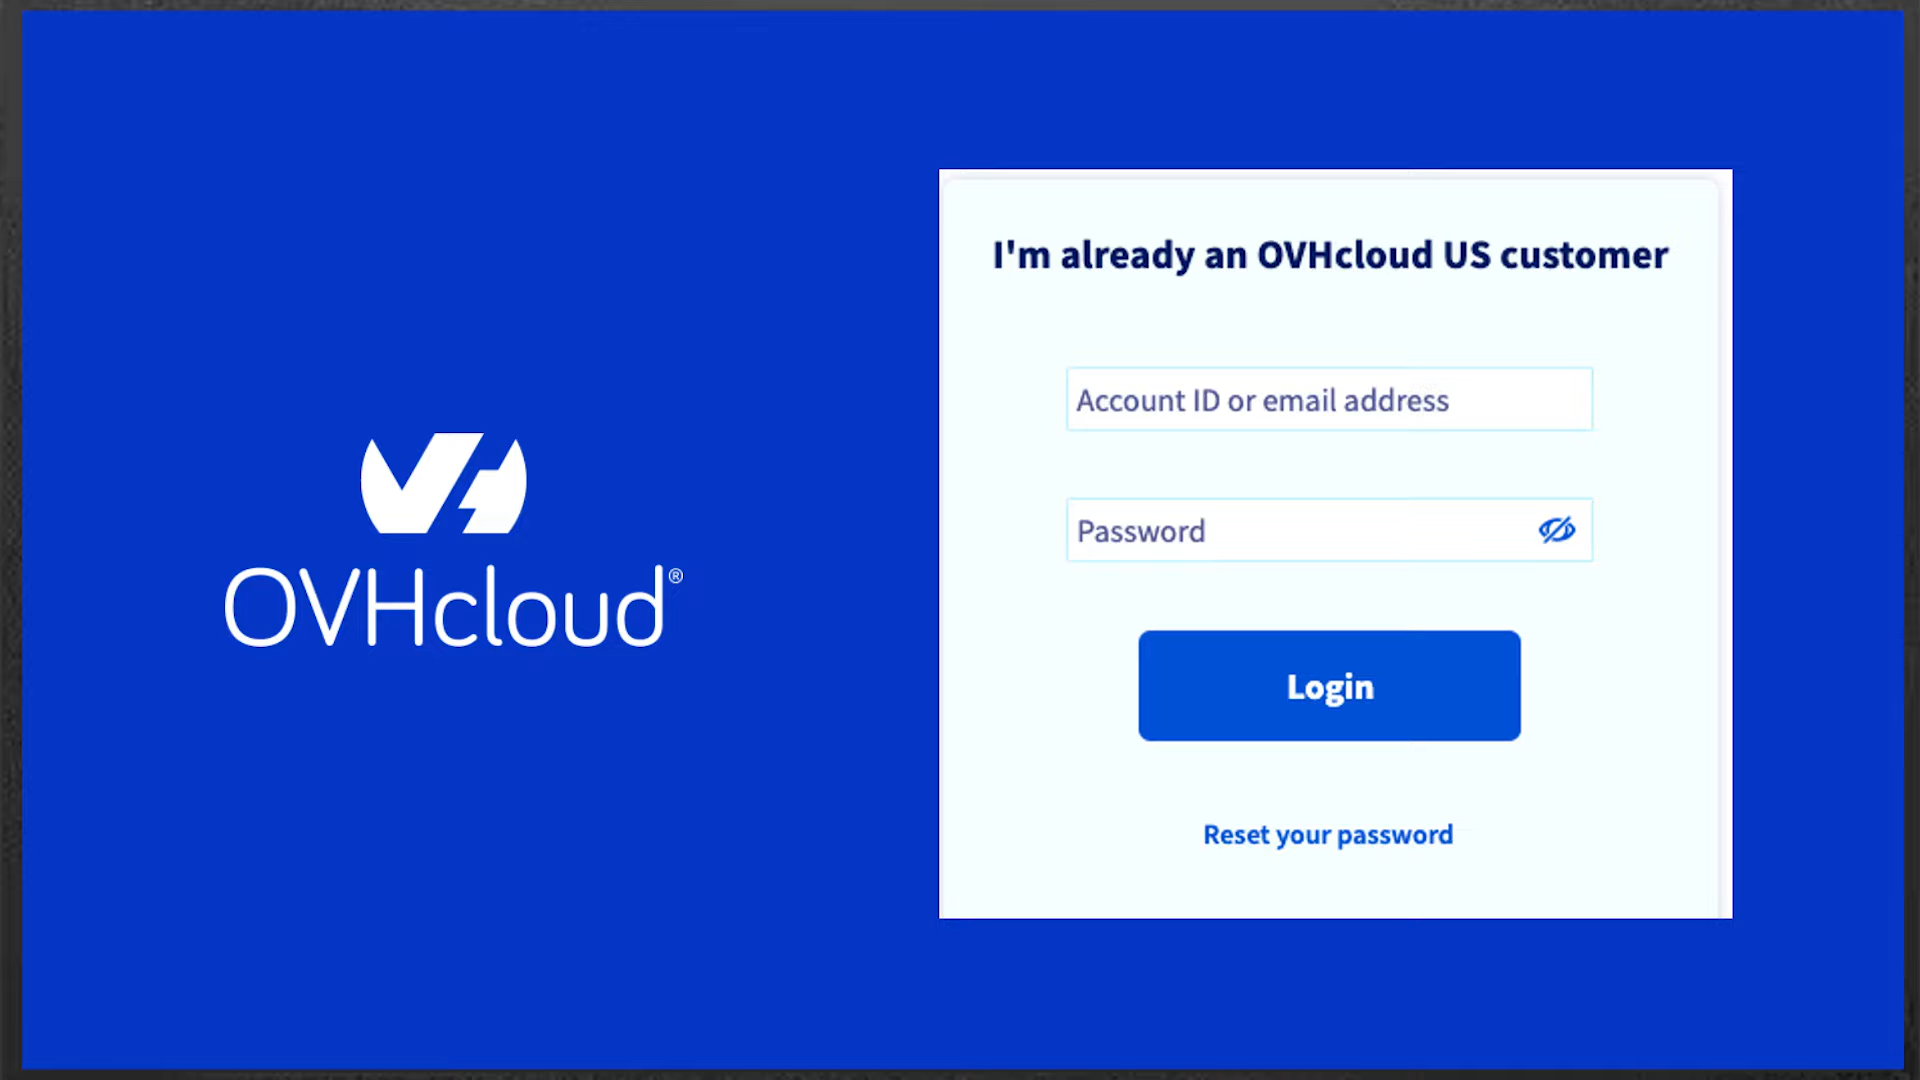 OVHcloud®
I'm already an OVHcloud US customer
Account ID or email address
Password
Login
Reset your password